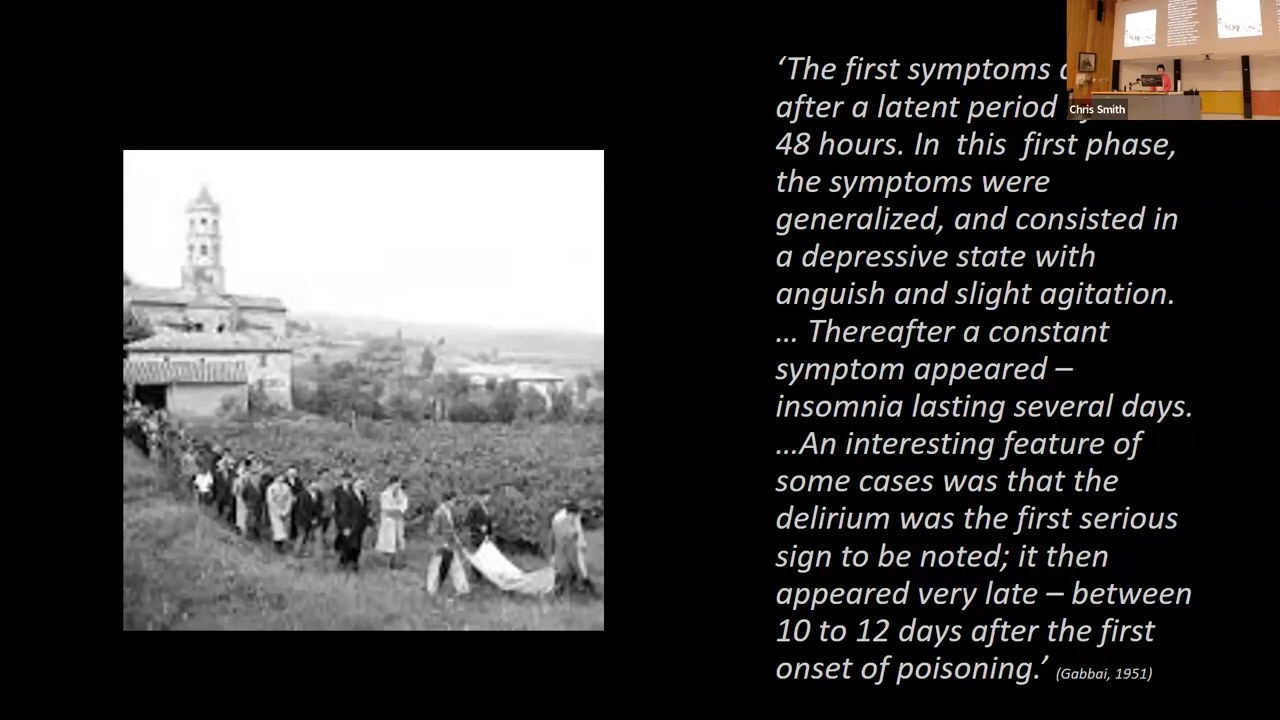 ‘The first symptoms
after a latent period
48 hours. In this first phase,
the symptoms were
generalized, and consisted in
a depressive state with
anguish and slight agitation.
… Thereafter a constant
symptom appeared –
insomnia lasting several days.
…An interesting feature of
some cases was that the
delirium was the first serious
sign to be noted; it then
appeared very late – between
10 to 12 days after the first
onset of poisoning.’ (Gabbai, 1951)
Chris Smith